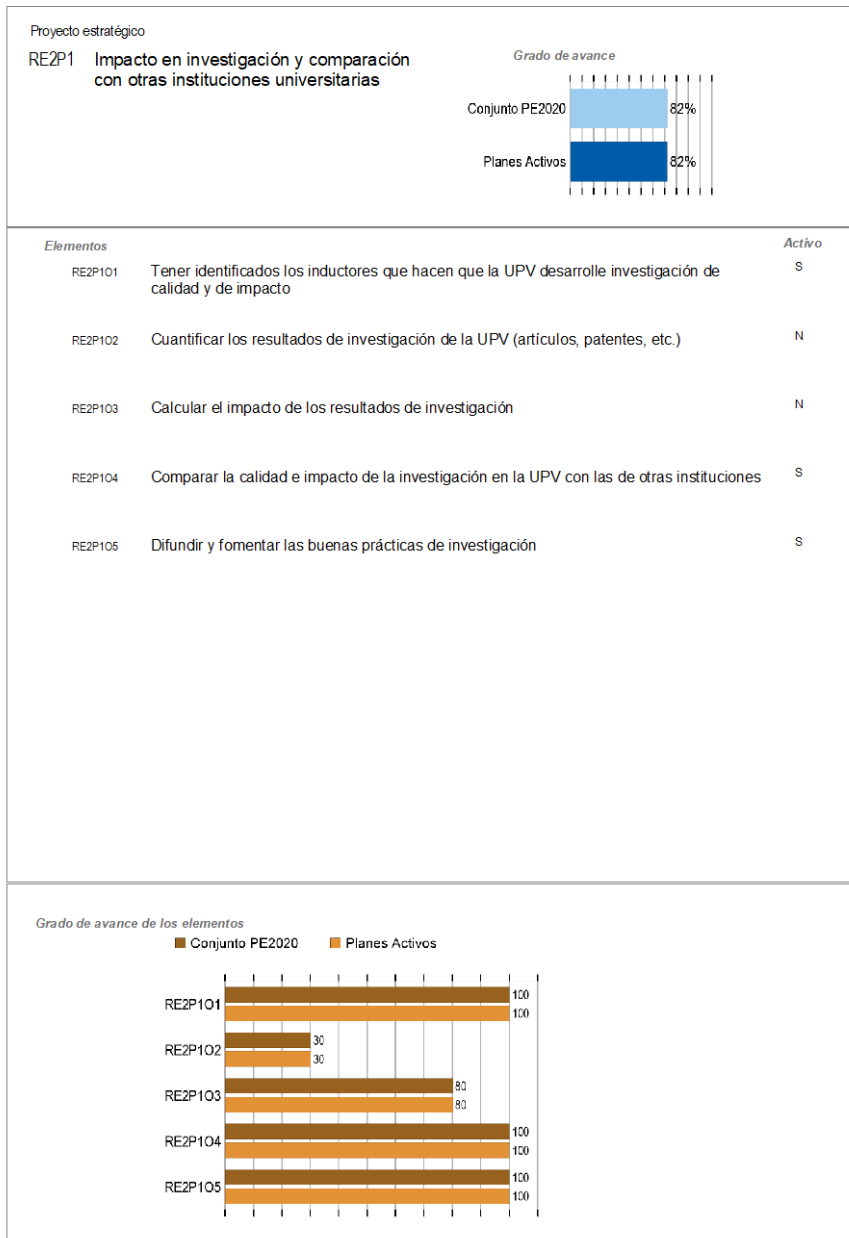 Proyecto estratégico
RE2P1 Impacto en investigación y comparación
con otras instituciones universitarias
Grado de avance
Conjunto PE2020 82%
Planes Activos 82%
Elementos Activo
RE2P1O1 Tener identificados los inductores que hacen que la UPV desarrolle investigación de S
calidad y de impacto
RE2P1O2 Cuantificar los resultados de investigación de la UPV (artículos, patentes, etc.) N
RE2P1O3 Calcular el impacto de los resultados de investigación N
RE2P1O4 Comparar la calidad e impacto de la investigación en la UPV con las de otras instituciones S
RE2P1O5 Difundir y fomentar las buenas prácticas de investigación S
Grado de avance de los elementos
Conjunto PE2020 Planes Activos
RE2P1O1 100
100
RE2P1O2 30
30
RE2P1O3 80
80
RE2P1O4 100
100
RE2P1O5 100
100